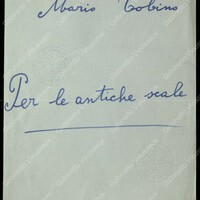 Mario Tobino
Per le antiche scale